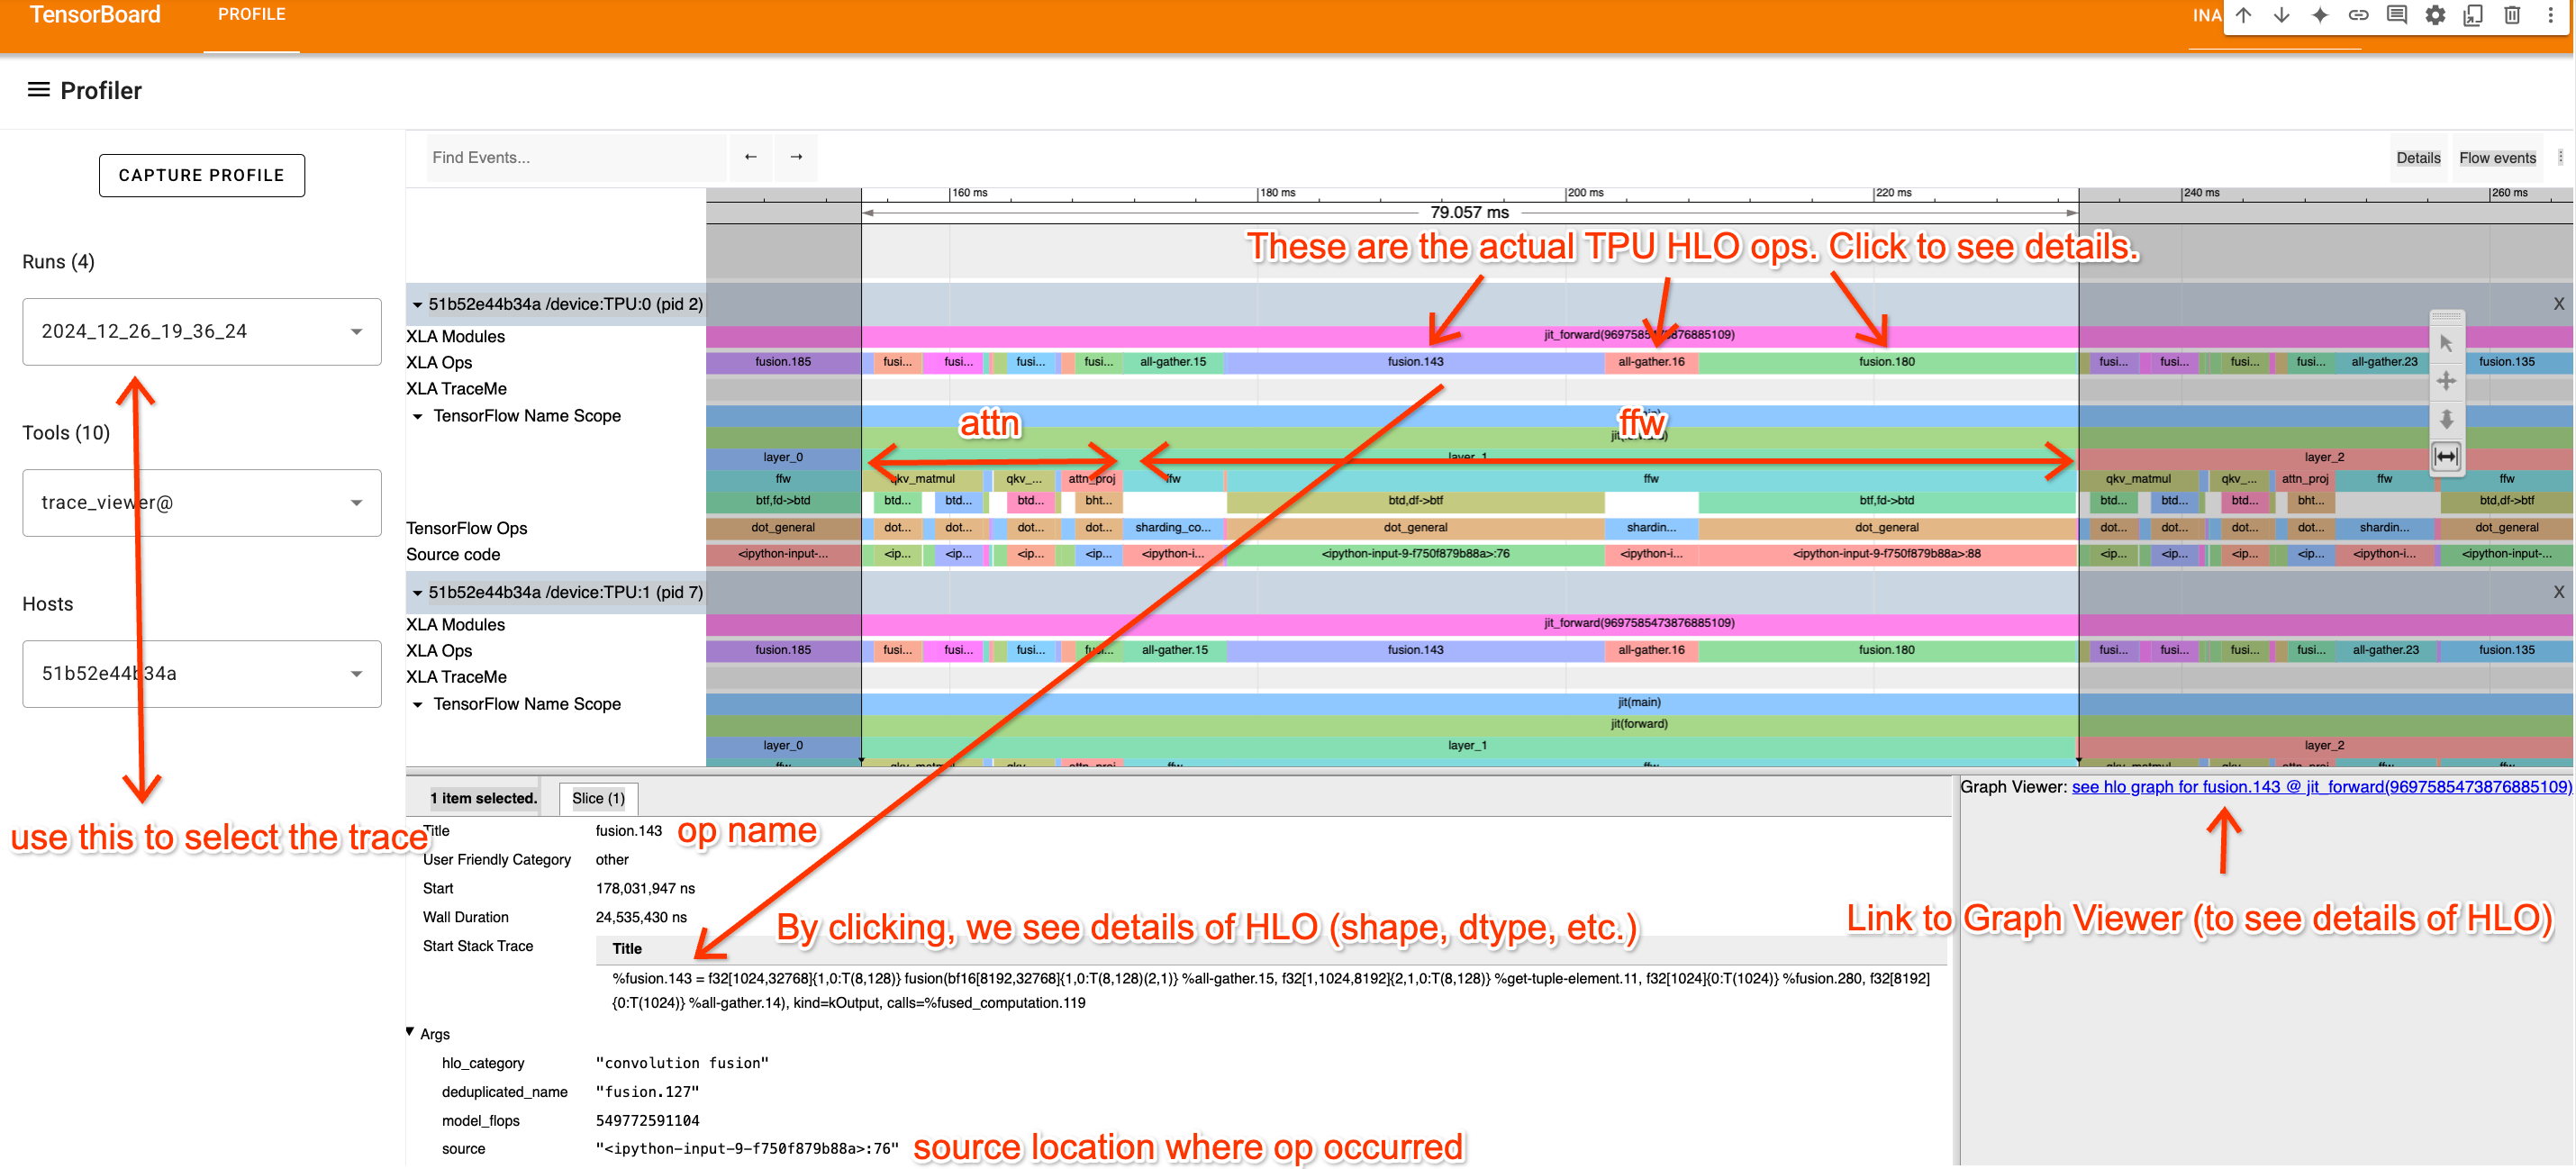 TensorBoard PROFILE INA
Profiler
CAPTURE PROFILE
Runs (4)
2024_12_26_19_36_24
Tools (10)
trace_viewer@
Hosts
51b52e44b34a
use this to select the trace
Find Events... ← → Details Flow events
160 ms 180 ms 200 ms 220 ms 240 ms 260 ms
79.057 ms
These are the actual TPU HLO ops. Click to see details.
51b52e44b34a /device:TPU:0 (pid 2) X
XLA Modules jit_forward(9697585473876885109)
XLA Ops fusion.185 fusi... fusi... fusi... fusi... all-gather.15 fusion.143 all-gather.16 fusion.180 fusi... fusi... fusi... fusi... all-gather.23 fusion.135
XLA TraceMe
TensorFlow Name Scope
attn ffw
layer_0 layer_1 layer_2
ffw qkv_matmul qkv_... attn_proj ffw ffw qkv_matmul qkv_... attn_proj ffw ffw
btf,fd->btd btd... btd... btd... bht... btd,df->btf btf,fd->btd btd... btd... btd... bht... btd,df->btf
TensorFlow Ops dot_general dot... dot... dot... dot... sharding_co... dot_general shardin... dot_general dot... dot... dot... dot... shardin... dot_general
Source code <ipython-input-... <ip... <ip... <ip... <ip... <ipython-i... <ipython-input-9-f750f879b88a>:76 <ipython-i... <ipython-input-9-f750f879b88a>:88 <ip... <ip... <ip... <ip... <ipython-i... <ipython-input-...
51b52e44b34a /device:TPU:1 (pid 7) X
XLA Modules jit_forward(9697585473876885109)
XLA Ops fusion.185 fusi... fusi... fusi... fusi... all-gather.15 fusion.143 all-gather.16 fusion.180 fusi... fusi... fusi... fusi... all-gather.23 fusion.135
XLA TraceMe
TensorFlow Name Scope jit(main)
jit(forward)
layer_0 layer_1 layer_2
1 item selected. Slice (1)
Title fusion.143 op name
User Friendly Category other
Start 178,031,947 ns
Wall Duration 24,535,430 ns
Start Stack Trace Title
By clicking, we see details of HLO (shape, dtype, etc.)
%fusion.143 = f32[1024,32768]{1,0:T(8,128)} fusion(bf16[8192,32768]{1,0:T(8,128)(2,1)} %all-gather.15, f32[1,1024,8192]{2,1,0:T(8,128)} %get-tuple-element.11, f32[1024]{0:T(1024)} %fusion.280, f32[8192]
{0:T(1024)} %all-gather.14), kind=kOutput, calls=%fused_computation.119
Args
hlo_category "convolution fusion"
deduplicated_name "fusion.127"
model_flops 549772591104
source "<ipython-input-9-f750f879b88a>:76" source location where op occurred
Graph Viewer: see hlo graph for fusion.143 @ jit_forward(9697585473876885109)
Link to Graph Viewer (to see details of HLO)